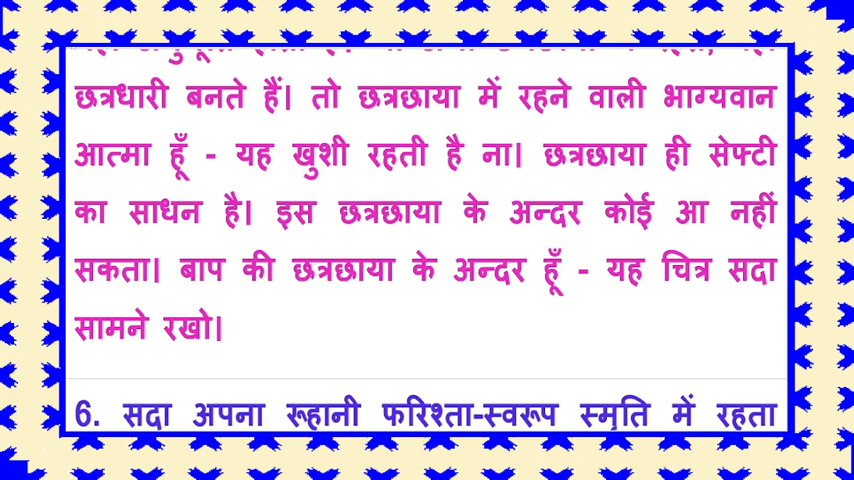 छत्रधारी बनते हैं। तो छत्रछाया में रहने वाली भाग्यवान
आत्मा हूँ - यह खुशी रहती है ना। छत्रछाया ही सेफ्टी
का साधन है। इस छत्रछाया के अन्दर कोई आ नहीं
सकता। बाप की छत्रछाया के अन्दर हूँ - यह चित्र सदा
सामने रखो।
6. सदा अपना रूहानी फरिश्ता-स्वरूप स्मृति में रहता